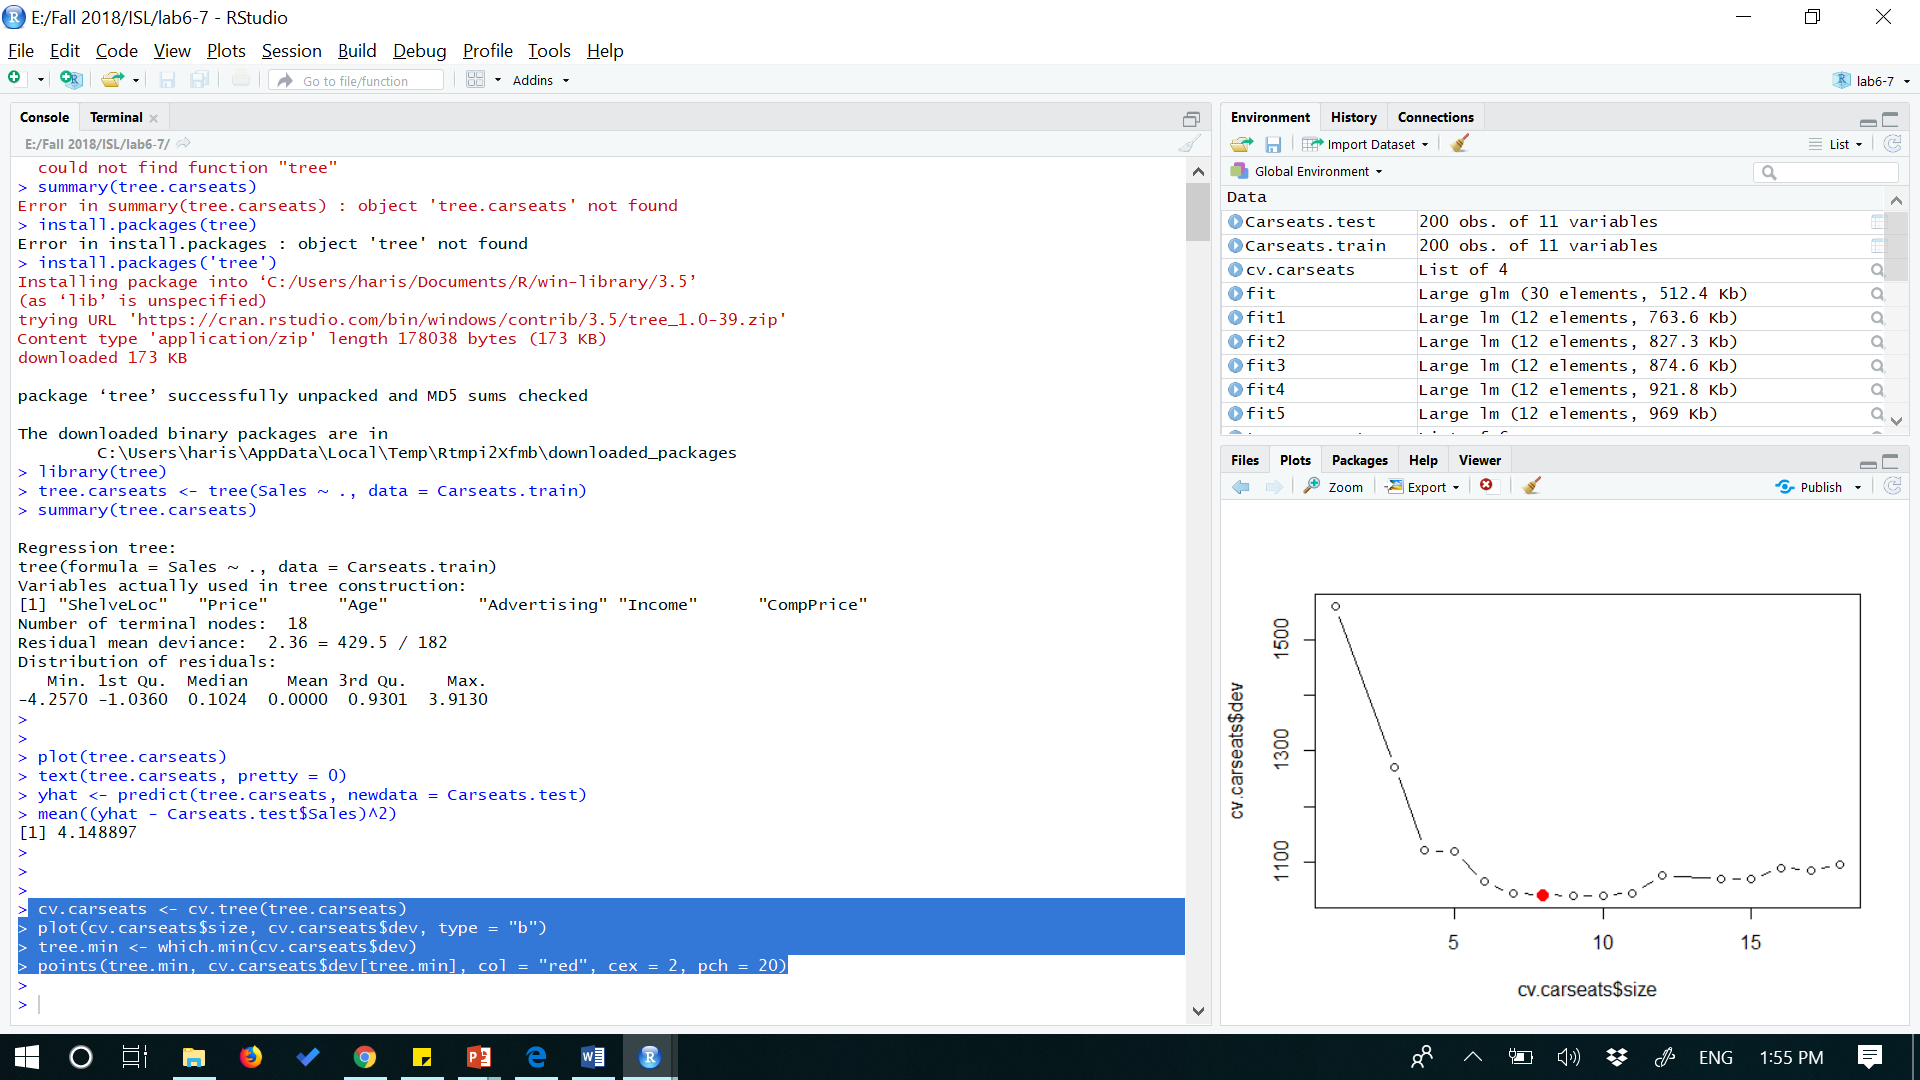 E:/Fall 2018/ISL/lab6-7 - RStudio
File Edit Code View Plots Session Build Debug Profile Tools Help
Go to file/function Addins lab6-7
Console Terminal
E:/Fall 2018/ISL/lab6-7/
could not find function "tree"
> summary(tree.carseats)
Error in summary(tree.carseats) : object 'tree.carseats' not found
> install.packages(tree)
Error in install.packages : object 'tree' not found
> install.packages('tree')
Installing package into ‘C:/Users/haris/Documents/R/win-library/3.5’
(as ‘lib’ is unspecified)
trying URL 'https://cran.rstudio.com/bin/windows/contrib/3.5/tree_1.0-39.zip'
Content type 'application/zip' length 178038 bytes (173 KB)
downloaded 173 KB
package ‘tree’ successfully unpacked and MD5 sums checked
The downloaded binary packages are in
C:\Users\haris\AppData\Local\Temp\Rtmpi2Xfmb\downloaded_packages
> library(tree)
> tree.carseats <- tree(Sales ~ ., data = Carseats.train)
> summary(tree.carseats)
Regression tree:
tree(formula = Sales ~ ., data = Carseats.train)
Variables actually used in tree construction:
[1] "ShelveLoc" "Price" "Age" "Advertising" "Income" "CompPrice"
Number of terminal nodes: 18
Residual mean deviance: 2.36 = 429.5 / 182
Distribution of residuals:
Min. 1st Qu. Median Mean 3rd Qu. Max.
-4.2570 -1.0360 0.1024 0.0000 0.9301 3.9130
>
>
> plot(tree.carseats)
> text(tree.carseats, pretty = 0)
> yhat <- predict(tree.carseats, newdata = Carseats.test)
> mean((yhat - Carseats.test$Sales)^2)
[1] 4.148897
>
>
>
> cv.carseats <- cv.tree(tree.carseats)
> plot(cv.carseats$size, cv.carseats$dev, type = "b")
> tree.min <- which.min(cv.carseats$dev)
> points(tree.min, cv.carseats$dev[tree.min], col = "red", cex = 2, pch = 20)
>
>
Environment History Connections
Import Dataset List
Global Environment
Data
Carseats.test 200 obs. of 11 variables
Carseats.train 200 obs. of 11 variables
cv.carseats List of 4
fit Large glm (30 elements, 512.4 Kb)
fit1 Large lm (12 elements, 763.6 Kb)
fit2 Large lm (12 elements, 827.3 Kb)
fit3 Large lm (12 elements, 874.6 Kb)
fit4 Large lm (12 elements, 921.8 Kb)
fit5 Large lm (12 elements, 969 Kb)
Files Plots Packages Help Viewer
Zoom Export Publish
cv.carseats$dev
1500
1300
1100
5 10 15
cv.carseats$size
ENG 1:55 PM